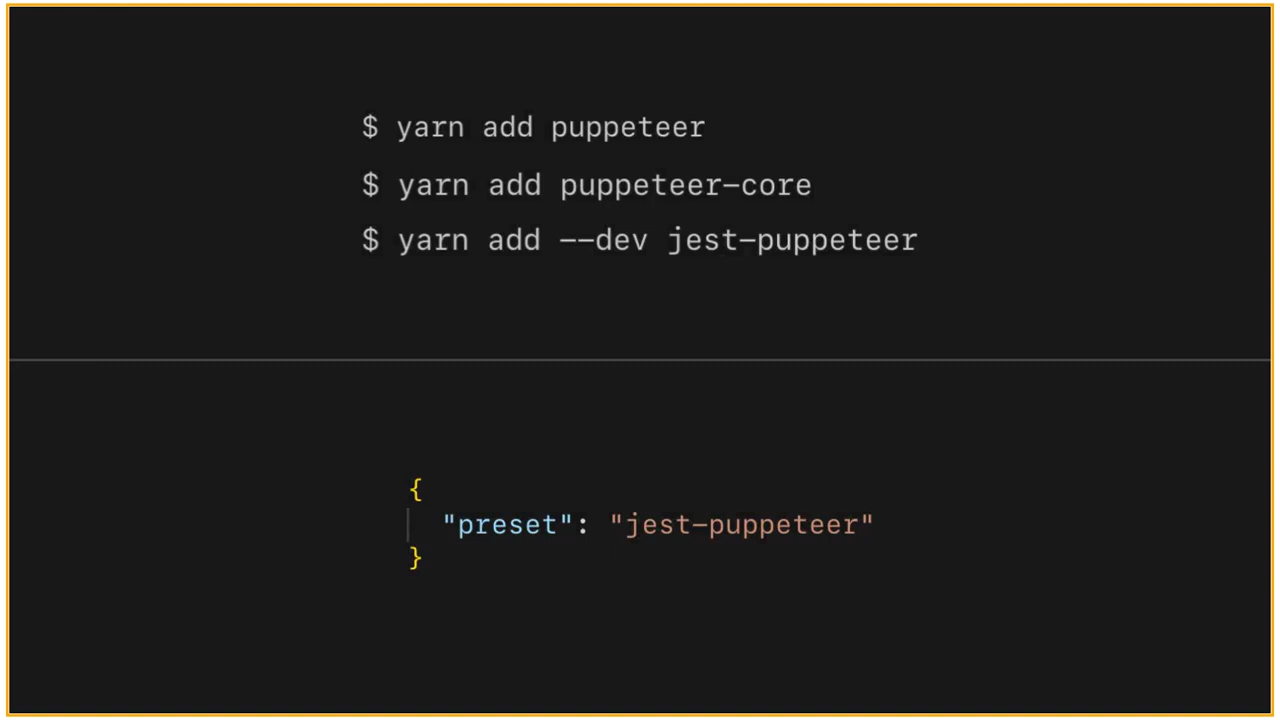 $ yarn add puppeteer
$ yarn add puppeteer-core
$ yarn add --dev jest-puppeteer
{
"preset": "jest-puppeteer"
}